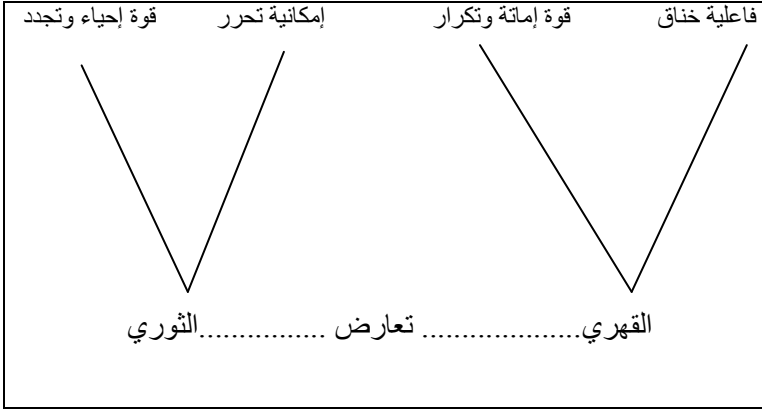 فاعلية خناق قوة إماتة وتكرار إمكانية تحرر قوة إحياء وتجدد
القهري.................... تعارض ................الثوري